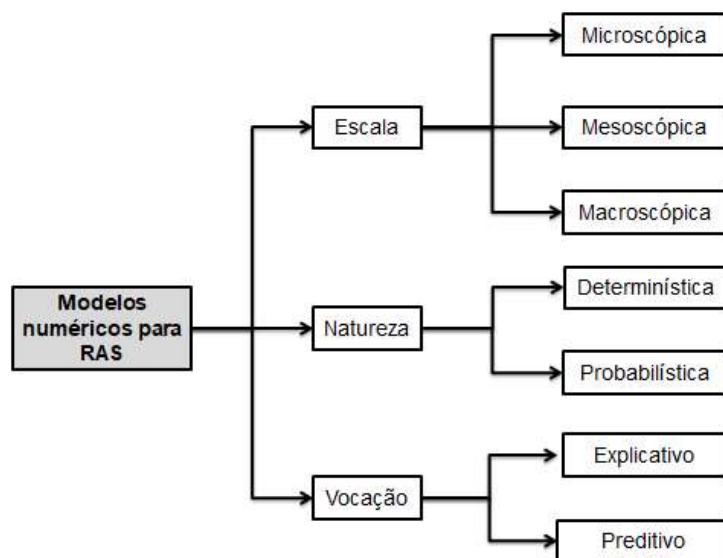 Modelos
numéricos para
RAS
Escala
Microscópica
Mesoscópica
Macroscópica
Natureza
Determinística
Probabilística
Vocação
Explicativo
Preditivo